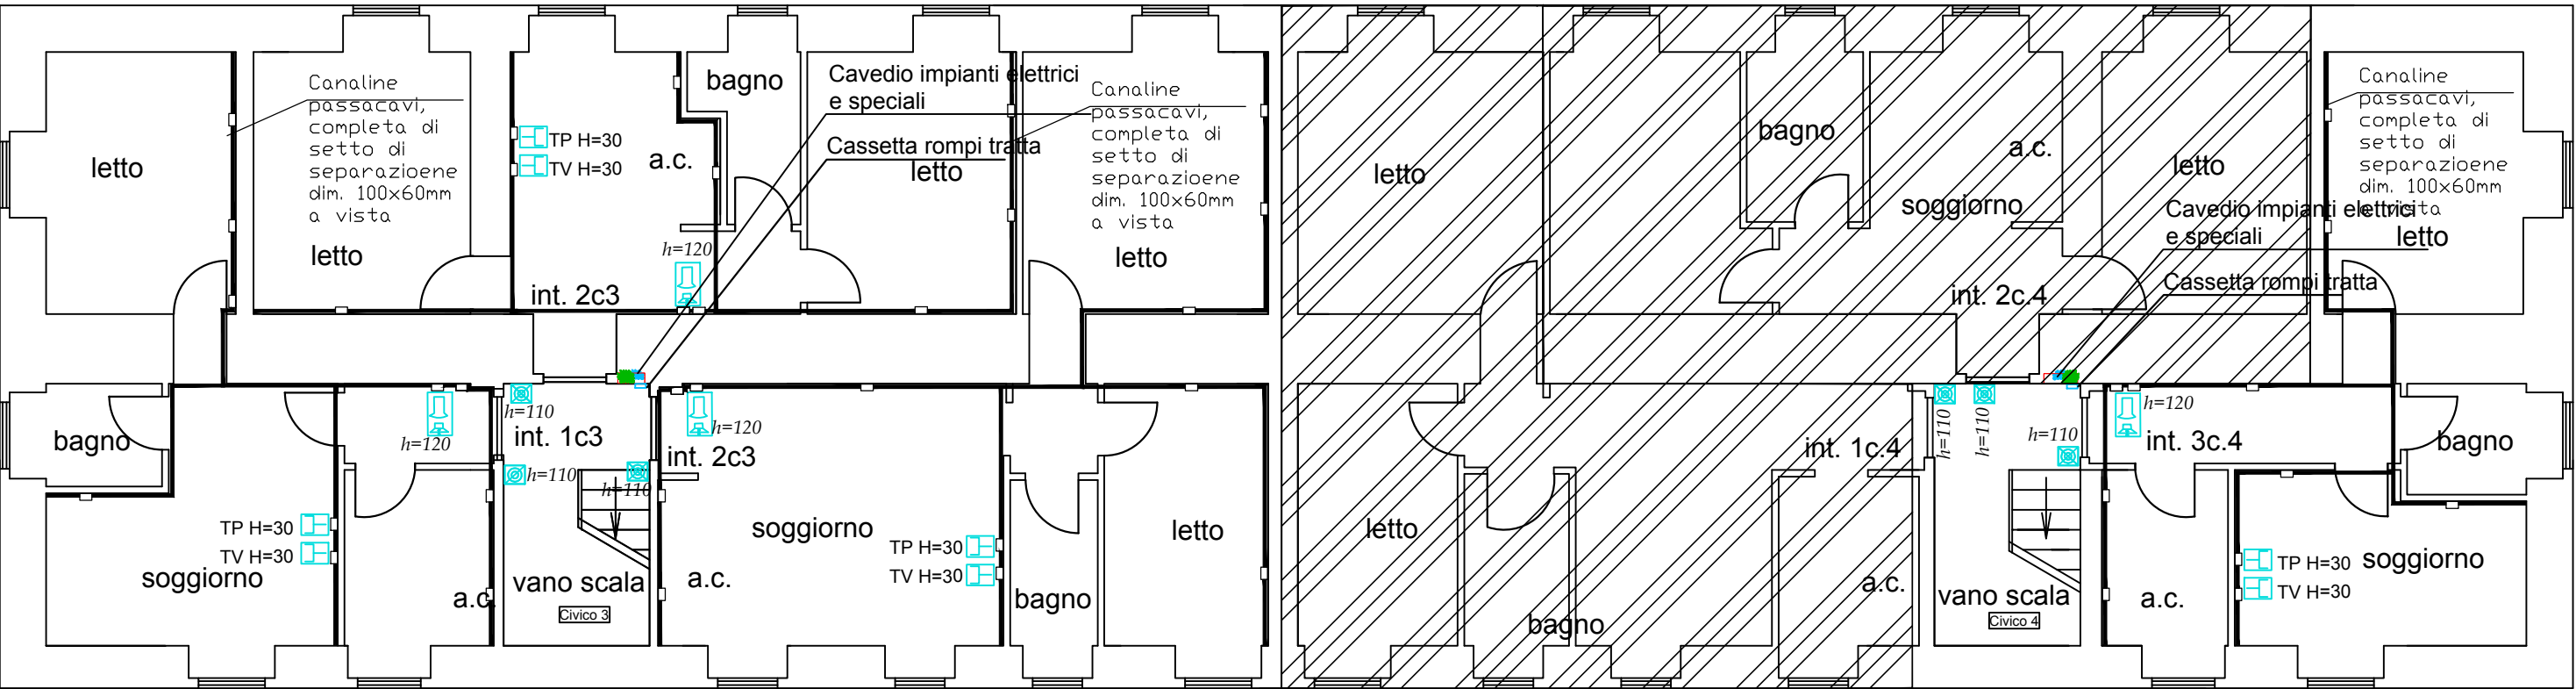 letto
Canaline
passacavi,
completa di
setto di
separazioene
dim. 100x60mm
a vista
letto
TP H=30
TV H=30
a.c.
h=120
int. 2c3
bagno
Cavedio impianti elettrici
e speciali
Cassetta rompi tratta
letto
Canaline
passacavi,
completa di
setto di
separazioene
dim. 100x60mm
a vista
letto
bagno
h=120
TP H=30
TV H=30
soggiorno
a.c.
h=110
int. 1c3
h=110
h=110
vano scala
Civico 3
h=120
int. 2c3
soggiorno
a.c.
TP H=30
TV H=30
bagno
letto
letto
bagno
a.c.
soggiorno
letto
int. 2c.4
Cavedio impianti elettrici
e speciali
Cassetta rompi tratta
Canaline
passacavi,
completa di
setto di
separazioene
dim. 100x60mm
a vista
letto
letto
bagno
int. 1c.4
a.c.
h=110
h=110
h=110
vano scala
Civico 4
h=120
int. 3c.4
a.c.
bagno
TP H=30
TV H=30
soggiorno